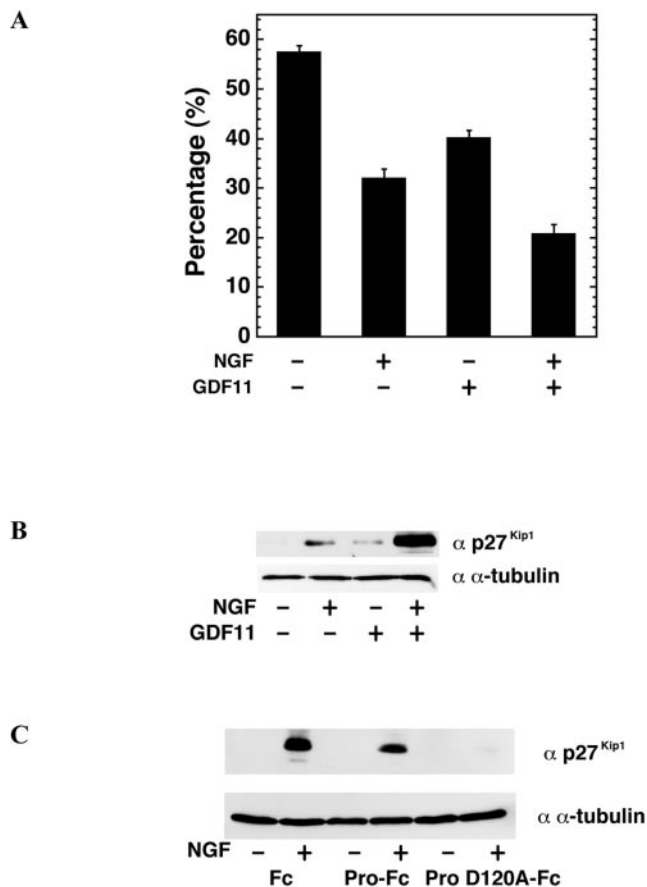 A
Percentage (%)
60
50
40
30
20
10
0
NGF − + − +
GDF11 − − + +
B
α p27Kip1
α α-tubulin
NGF − + − +
GDF11 − − + +
C
α p27Kip1
α α-tubulin
NGF − + − + − +
Fc Pro-Fc Pro D120A-Fc